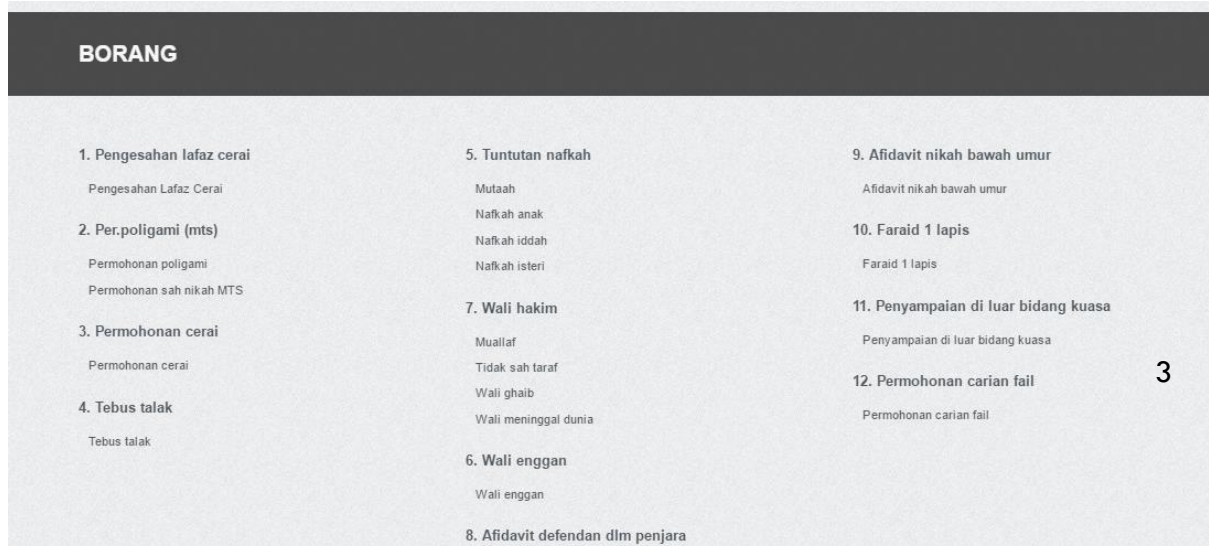 BORANG
1. Pengesahan lafaz cerai
Pengesahan Lafaz Cerai
2. Per.poligami (mts)
Permohonan poligami
Permohonan sah nikah MTS
3. Permohonan cerai
Permohonan cerai
4. Tebus talak
Tebus talak
5. Tuntutan nafkah
Mutaah
Nafkah anak
Nafkah iddah
Nafkah isteri
7. Wali hakim
Muallaf
Tidak sah taraf
Wali ghaib
Wali meninggal dunia
6. Wali enggan
Wali enggan
8. Afidavit defendan dlm penjara
9. Afidavit nikah bawah umur
Afidavit nikah bawah umur
10. Faraid 1 lapis
Faraid 1 lapis
11. Penyampaian di luar bidang kuasa
Penyampaian di luar bidang kuasa
12. Permohonan carian fail
Permohonan carian fail
3